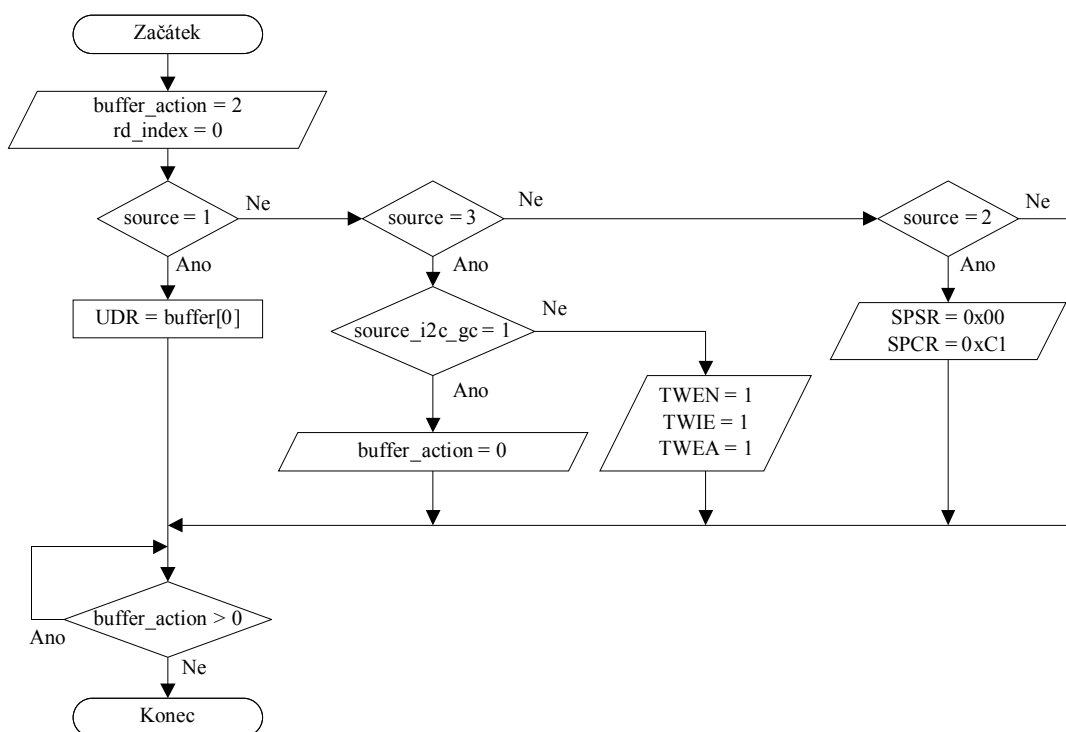 Začátek
buffer_action = 2
rd_index = 0
source = 1
Ne
source = 3
Ne
source = 2
Ne
Ano
Ano
Ano
UDR = buffer[0]
source_i2c_gc = 1
Ne
SPSR = 0x00
SPCR = 0xC1
Ano
TWEN = 1
TWIE = 1
TWEA = 1
buffer_action = 0
buffer_action > 0
Ano
Ne
Konec